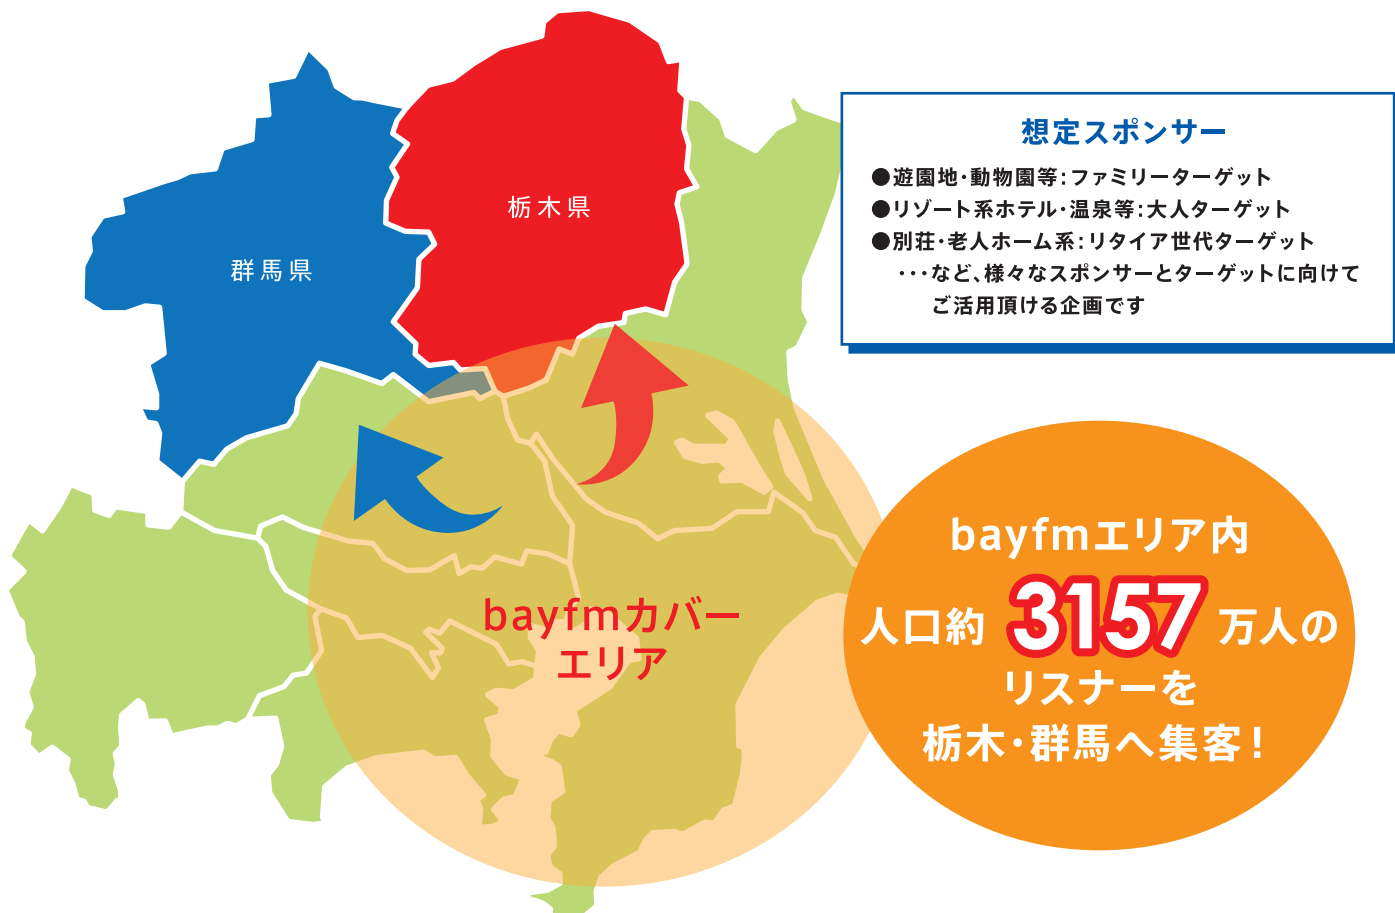 栃木県
群馬県
想定スポンサー
●遊園地・動物園等：ファミリーターゲット
●リゾート系ホテル・温泉等：大人ターゲット
●別荘・老人ホーム系：リタイア世代ターゲット
・・・など、様々なスポンサーとターゲットに向けて
ご活用頂ける企画です
bayfmカバー
エリア
bayfmエリア内
人口約 3157 万人の
リスナーを
栃木・群馬へ集客！